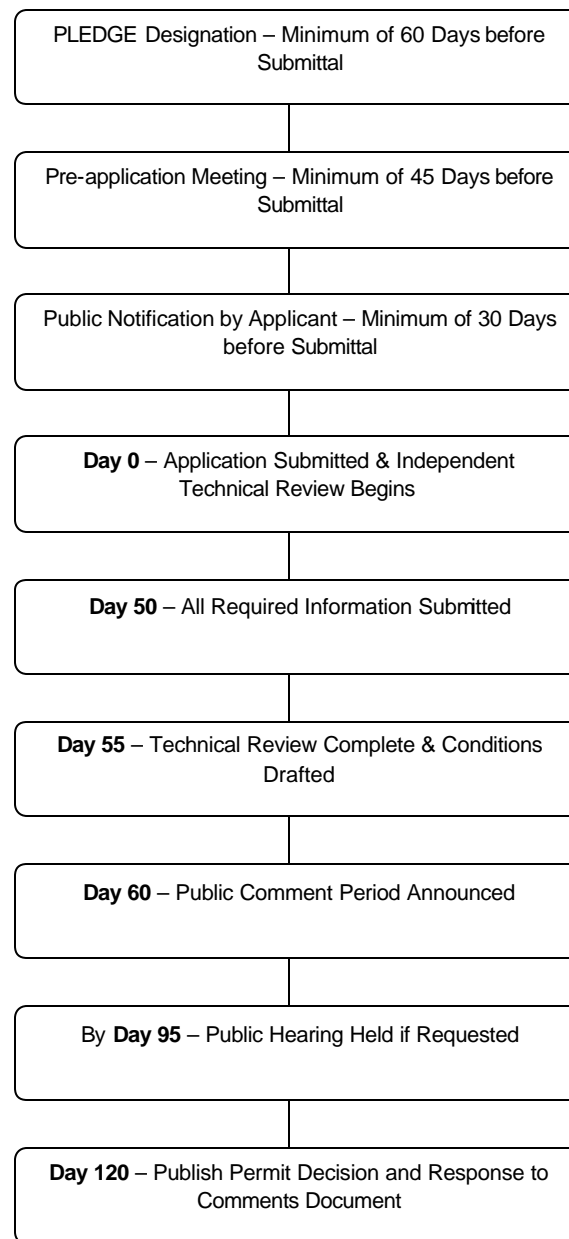 PLEDGE Designation – Minimum of 60 Days before
Submittal
Pre-application Meeting – Minimum of 45 Days before
Submittal
Public Notification by Applicant – Minimum of 30 Days
before Submittal
Day 0 – Application Submitted & Independent
Technical Review Begins
Day 50 – All Required Information Submitted
Day 55 – Technical Review Complete & Conditions
Drafted
Day 60 – Public Comment Period Announced
By Day 95 – Public Hearing Held if Requested
Day 120 – Publish Permit Decision and Response to
Comments Document